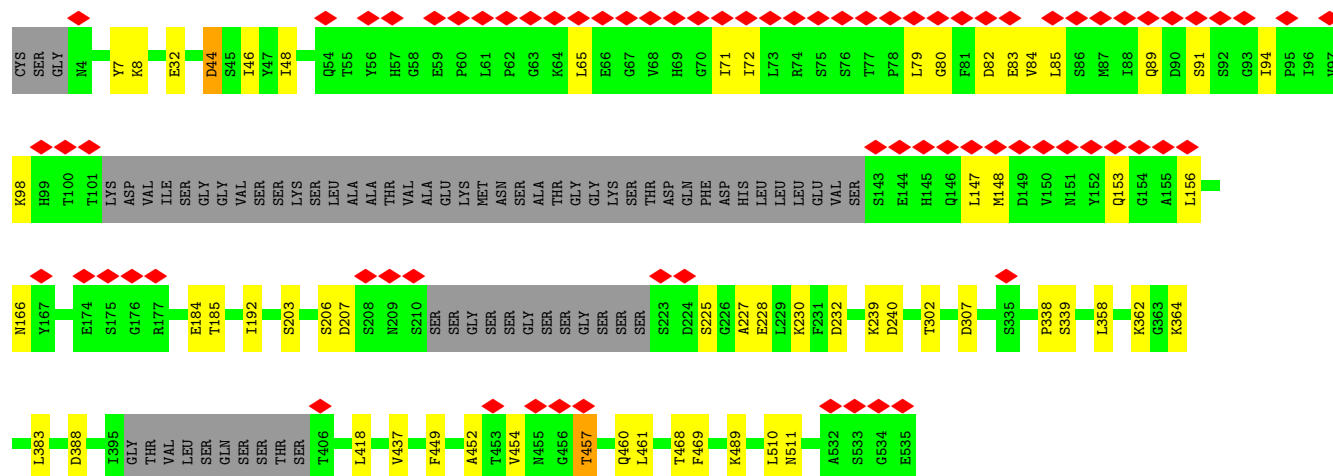 CYS SER GLY N4 Y7 K8 E32 D44 S45 I46 Y47 I48 Q54 T55 Y56 H57 G58 E59 P60 L61 P62 G63 K64 L65 E66 G67 V68 H69 G70 I71 I72 L73 R74 S75 S76 T77 P78 L79 G80 F81 D82 E83 V84 L85 S86 M87 I88 Q89 D90 S91 S92 G93 I94 P95 I96 V97
K98 H99 T100 T101 LYS ASP VAL ILE SER GLY GLY VAL SER SER LYS SER LEU ALA ALA THR VAL ALA GLU LYS MET ASN SER ALA THR GLY GLY LYS SER THR ASP GLN PHE ASP HIS LEU LEU LEU GLU VAL SER S143 E144 H145 Q146 L147 M148 D149 V150 N151 Y152 Q153 G154 A155 L156
N166 Y167 E174 S175 G176 R177 E184 T185 I192 S203 S206 D207 S208 N209 S210 SER SER GLY SER SER GLY SER SER GLY SER SER SER S223 D224 S225 G226 A227 E228 L229 K230 F231 D232 K239 D240 T302 D307 S335 P338 S339 L358 K362 G363 K364
L383 D388 I395 GLY THR VAL LEU SER GLN SER SER THR SER T406 L418 V437 F449 A452 T453 V454 N455 G456 T457 Q460 L461 T468 F469 K489 L510 N511 A532 S533 G534 E535